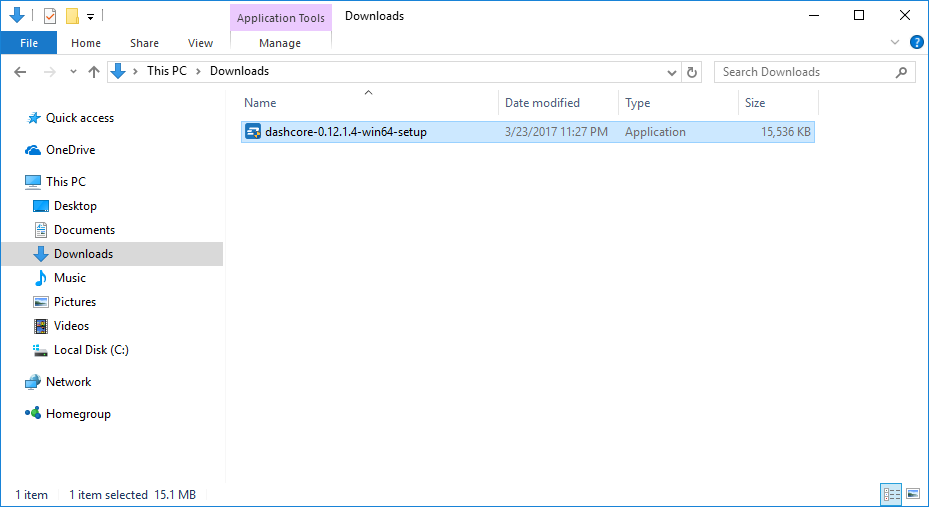 Application Tools Downloads
File Home Share View Manage
This PC Downloads Search Downloads
Name Date modified Type Size
Quick access dashcore-0.12.1.4-win64-setup 3/23/2017 11:27 PM Application 15,536 KB
OneDrive
This PC
Desktop
Documents
Downloads
Music
Pictures
Videos
Local Disk (C:)
Network
Homegroup
1 item 1 item selected 15.1 MB